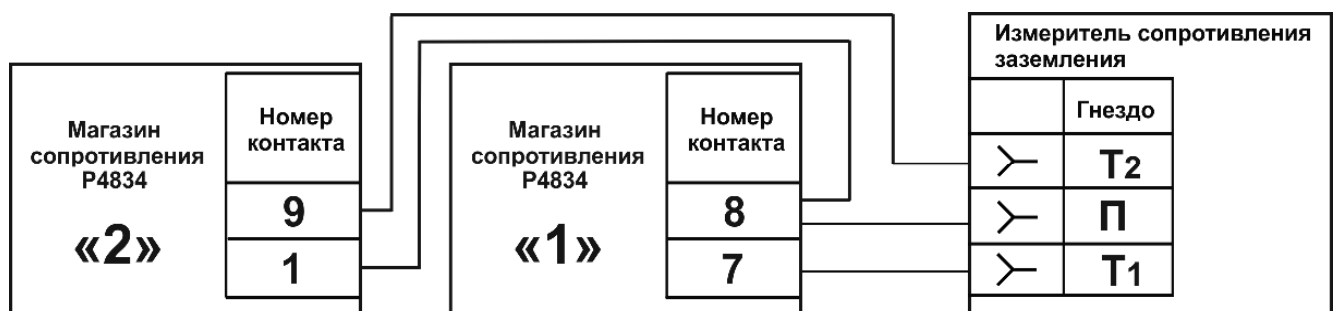 Магазин
сопротивления
Р4834
«2»
Номер
контакта
9
1
Магазин
сопротивления
Р4834
«1»
Номер
контакта
8
7
Измеритель сопротивления
заземления
Гнездо
Т2
П
Т1